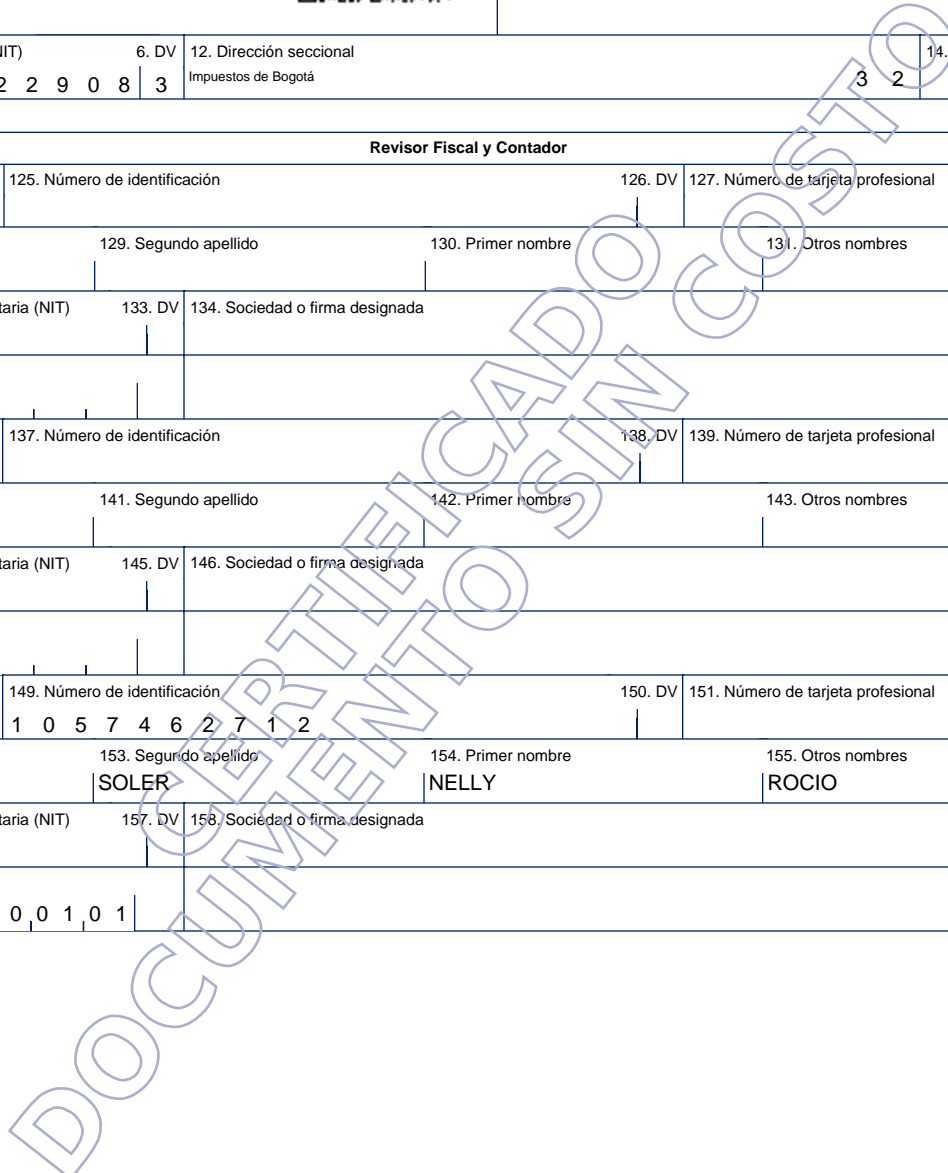 6. DV 12. Dirección seccional 14.
2 9 0 8 3 Impuestos de Bogotá 3 2
Revisor Fiscal y Contador
125. Número de identificación 126. DV 127. Número de tarjeta profesional
129. Segundo apellido 130. Primer nombre 131. Otros nombres
(NIT) 133. DV 134. Sociedad o firma designada
137. Número de identificación 138. DV 139. Número de tarjeta profesional
141. Segundo apellido 142. Primer nombre 143. Otros nombres
(NIT) 145. DV 146. Sociedad o firma designada
149. Número de identificación 150. DV 151. Número de tarjeta profesional
1 0 5 7 4 6 2 7 1 2
153. Segundo apellido 154. Primer nombre 155. Otros nombres
SOLER NELLY ROCIO
(NIT) 157. DV 158. Sociedad o firma designada
0 0 1 0 1
CERTIFICADO
DOCUMENTO SIN COSTO